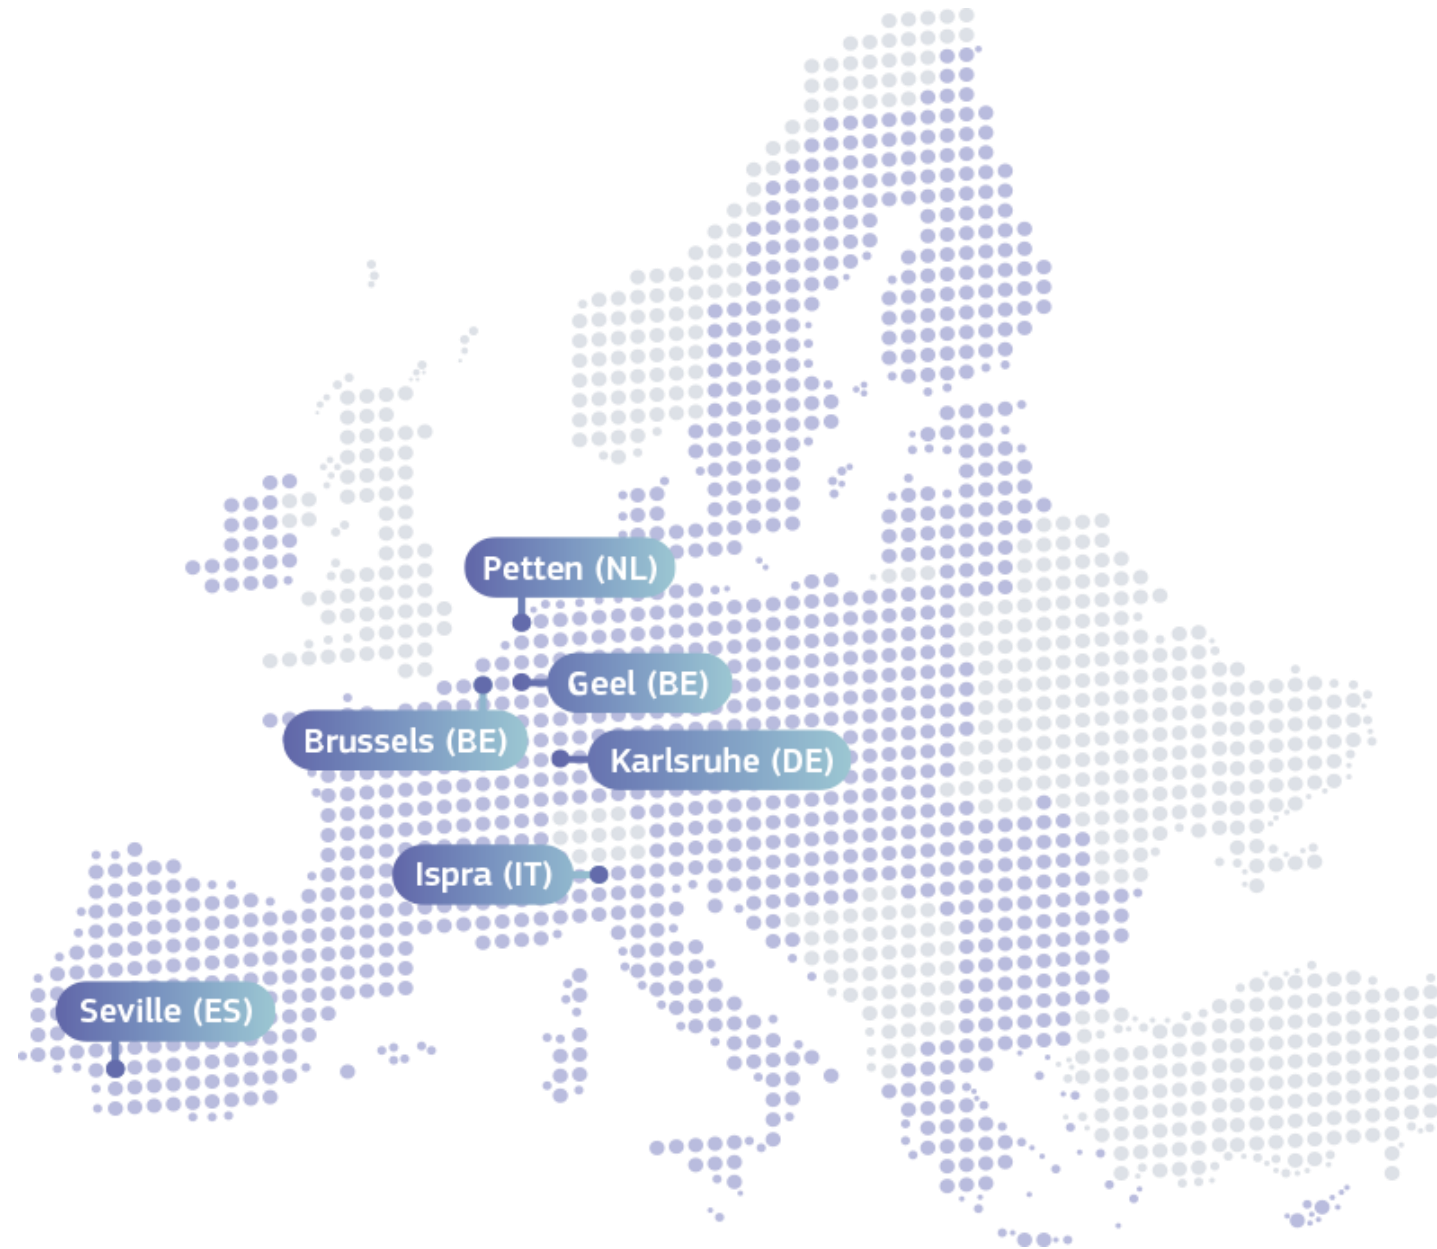 Petten (NL)
Geel (BE)
Brussels (BE)
Karlsruhe (DE)
Ispra (IT)
Seville (ES)